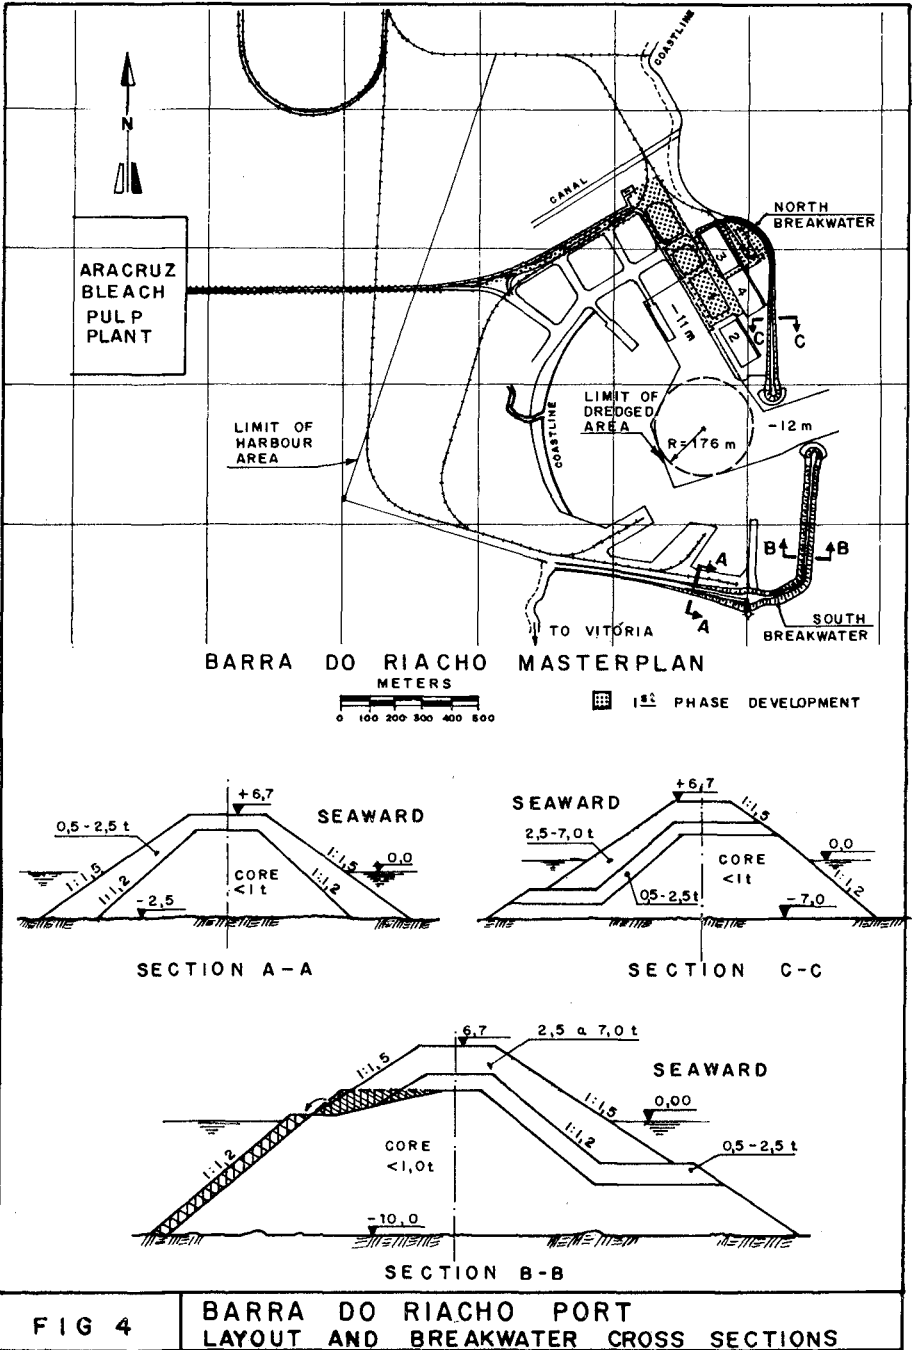 COASTLINE
N
CANAL
NORTH
BREAKWATER
ARACRUZ
BLEACH
PULP
PLANT
3
4
1
2
-11 m
C
C
LIMIT OF
DREDGED
AREA
COASTLINE
LIMIT OF
HARBOUR
AREA
R=176 m
-12 m
B
B
A
A
SOUTH
BREAKWATER
TO VITÓRIA
BARRA DO RIACHO MASTERPLAN
METERS
0 100 200 300 400 500
1st PHASE DEVELOPMENT
+6,7
SEAWARD
0,5-2,5 t
1:1,5
1:1,2
CORE
<1t
1:1,5
1:1,2
0,0
-2,5
SECTION A-A
+6,7
SEAWARD
1:1,5
2,5-7,0 t
0,0
CORE
<1t
1:1,2
05-2,5t
-7,0
SECTION C-C
6,7
2,5 a 7,0 t
1:1,5
SEAWARD
1:1,5
0,00
1:1,2
1:1,2
CORE
<1,0t
0,5-2,5 t
-10,0
SECTION B-B
FIG 4
BARRA DO RIACHO PORT
LAYOUT AND BREAKWATER CROSS SECTIONS